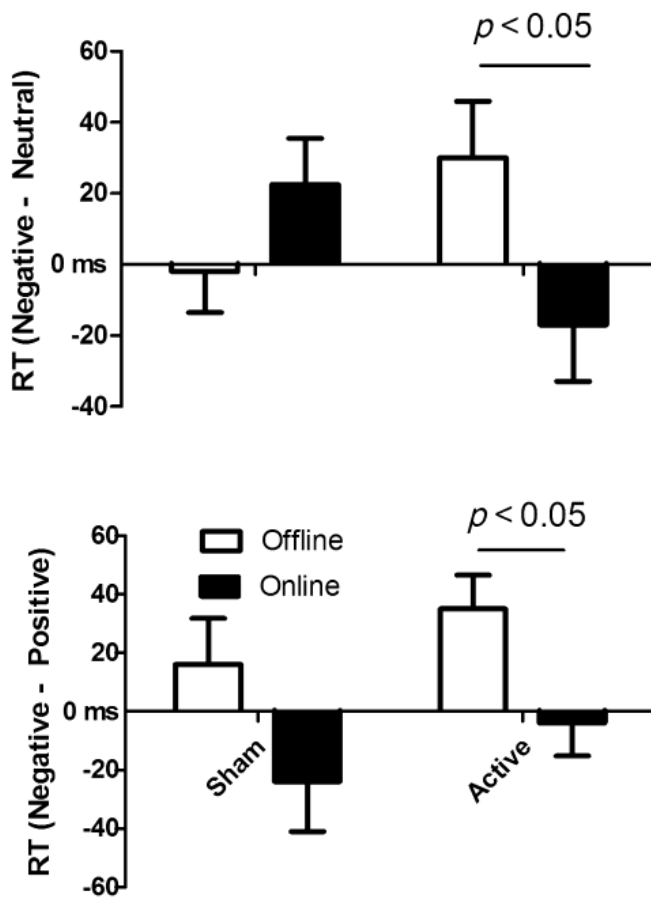 p < 0.05
RT (Negative - Neutral)
60
40
20
0 ms
-20
-40
p < 0.05
RT (Negative - Positive)
60
40
20
0 ms
-20
-40
-60
Offline
Online
Sham
Active